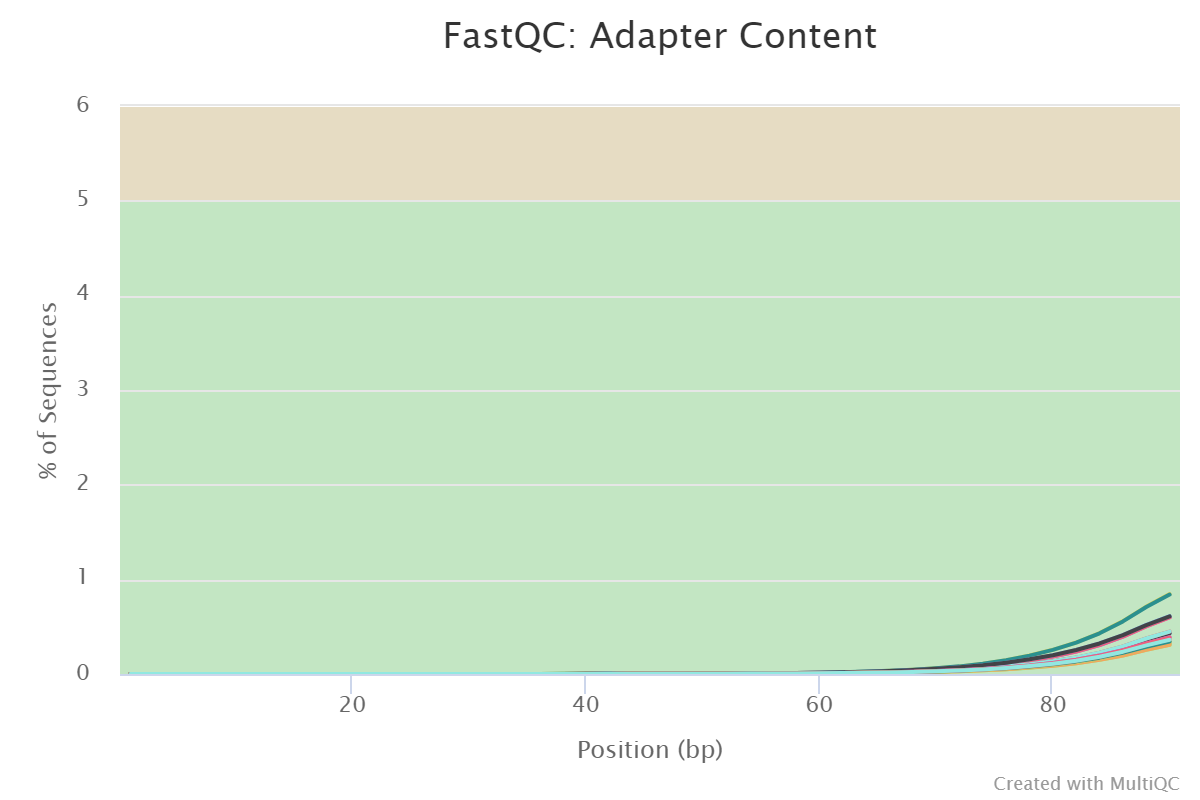 FastQC: Adapter Content
6
5
4
3
2
1
0
% of Sequences
20 40 60 80
Position (bp)
Created with MultiQC